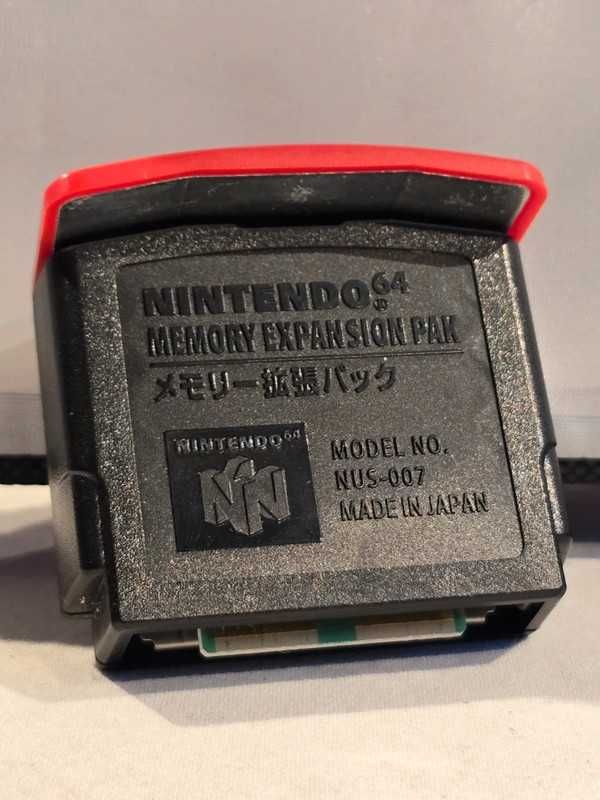 NINTENDO64®
MEMORY EXPANSION PAK
メモリー拡張パック
NINTENDO64
MODEL NO.
NUS-007
MADE IN JAPAN